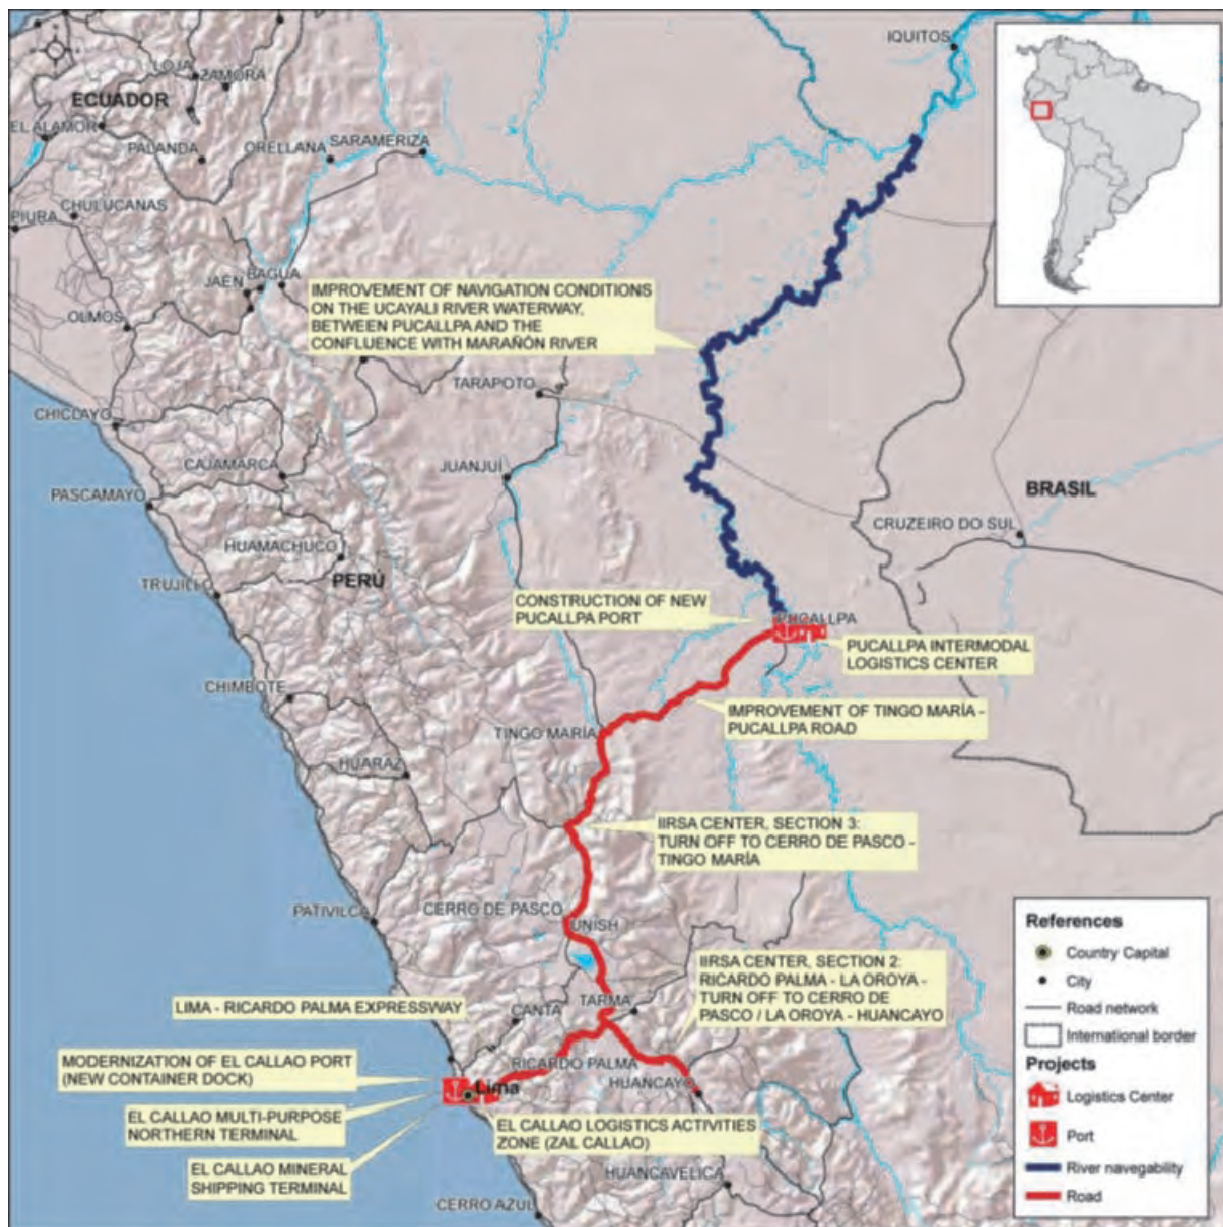 IQUITOS
LOJA
ZAMORA
ECUADOR
EL ALAMOR
PALANDA
ORELLANA
SARAMERIZA
CHULUCANAS
PIURA
JAÉN
BAGUA
IMPROVEMENT OF NAVIGATION CONDITIONS
ON THE UCAYALI RIVER WATERWAY,
BETWEEN PUCALLPA AND THE
CONFLUENCE WITH MARAÑÓN RIVER
OLMOS
TARAPOTO
CHICLAYO
CAJAMARCA
JUANJUÍ
PASCAMAYO
BRASIL
CRUZEIRO DO SUL
HUAMACHUCO
PERÚ
TRUJILLO
CONSTRUCTION OF NEW
PUCALLPA PORT
PUCALLPA
PUCALLPA INTERMODAL
LOGISTICS CENTER
CHIMBOTE
IMPROVEMENT OF TINGO MARÍA –
PUCALLPA ROAD
TINGO MARÍA
HUARAZ
IIRSA CENTER, SECTION 3:
TURN OFF TO CERRO DE PASCO –
TINGO MARÍA
PATIVILCA
CERRO DE PASCO
UNISH
IIRSA CENTER, SECTION 2:
RICARDO PALMA - LA OROYA -
TURN OFF TO CERRO DE
PASCO / LA OROYA - HUANCAYO
LIMA - RICARDO PALMA EXPRESSWAY
CANTA
TARMA
MODERNIZATION OF EL CALLAO PORT
(NEW CONTAINER DOCK)
RICARDO PALMA
HUANCAYO
Lima
EL CALLAO MULTI-PURPOSE
NORTHERN TERMINAL
EL CALLAO LOGISTICS ACTIVITIES
ZONE (ZAL CALLAO)
EL CALLAO MINERAL
SHIPPING TERMINAL
HUANCAVELICA
CERRO AZUL
References
Country Capital
City
Road network
International border
Projects
Logistics Center
Port
River navegability
Road